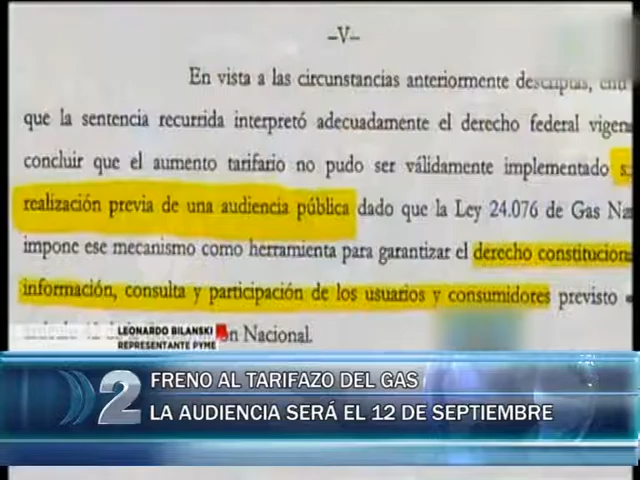 –V–
En vista a las circunstancias anteriormente descriptas,
que la sentencia recurrida interpretó adecuadamente el derecho federal
concluir que el aumento tarifario no pudo ser válidamente implementado
realización previa de una audiencia pública dado que la Ley 24.076 de Gas
impone ese mecanismo como herramienta para garantizar el derecho
información, consulta y participación de los usuarios y consumidores previsto
Nacional.
LEONARDO BILANSKI
REPRESENTANTE PYME
2
FRENO AL TARIFAZO DEL GAS
LA AUDIENCIA SERÁ EL 12 DE SEPTIEMBRE